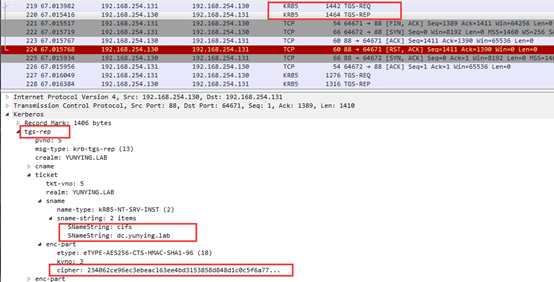 219 67.013982 192.168.254.130 192.168.254.131 KRB5 1442 TGS-REQ
220 67.015416 192.168.254.131 192.168.254.130 KRB5 1464 TGS-REP
221 67.015517 192.168.254.130 192.168.254.131 TCP 54 64671 → 88 [FIN, ACK] Seq=1389 Ack=1411 Win=64256 Len=0
222 67.015719 192.168.254.130 192.168.254.131 TCP 66 64672 → 88 [SYN] Seq=0 Win=8192 Len=0 MSS=1460 WS=256 SA
223 67.015767 192.168.254.131 192.168.254.130 TCP 60 88 → 64671 [ACK] Seq=1411 Ack=1390 Win=65536 Len=0
224 67.015768 192.168.254.131 192.168.254.130 TCP 60 88 → 64671 [RST, ACK] Seq=1411 Ack=1390 Win=0 Len=0
225 67.015934 192.168.254.131 192.168.254.130 TCP 66 88 → 64672 [SYN, ACK] Seq=0 Ack=1 Win=8192 Len=0 MSS=1
226 67.015956 192.168.254.130 192.168.254.131 TCP 54 64672 → 88 [ACK] Seq=1 Ack=1 Win=65536 Len=0
227 67.016049 192.168.254.130 192.168.254.131 KRB5 1276 TGS-REQ
228 67.016384 192.168.254.131 192.168.254.130 KRB5 1316 TGS-REP
Internet Protocol Version 4, Src: 192.168.254.130, Dst: 192.168.254.131
Transmission Control Protocol, Src Port: 88, Dst Port: 64671, Seq: 1, Ack: 1389, Len: 1410
Kerberos
Record Mark: 1406 bytes
tgs-rep
pvno: 5
msg-type: krb-tgs-rep (13)
crealm: YUNYING.LAB
cname
ticket
tkt-vno: 5
realm: YUNYING.LAB
sname
name-type: kRB5-NT-SRV-INST (2)
sname-string: 2 items
SNameString: cifs
SNameString: dc.yunying.lab
enc-part
etype: eTYPE-AES256-CTS-HMAC-SHA1-96 (18)
kvno: 3
cipher: 234062ce96ec3ebeac163ee4bd3153858d848d1c0c5f6a77...
enc-part